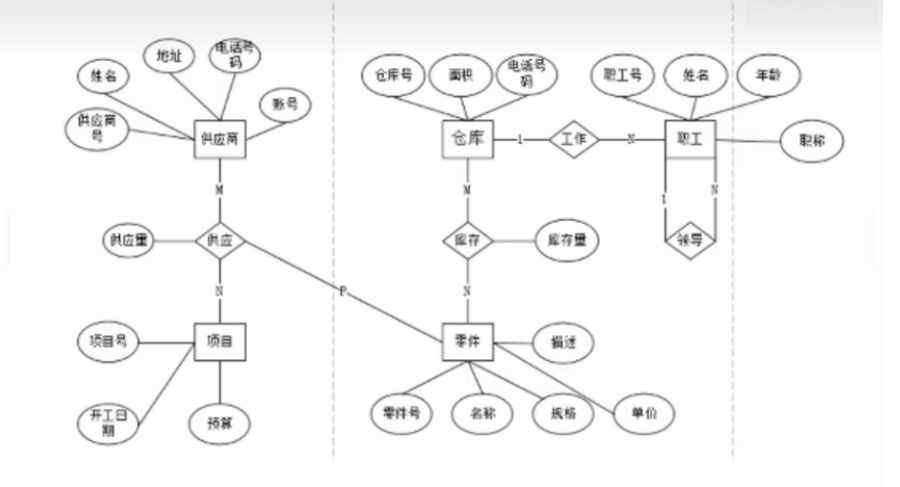 地址
电话号
码
姓名
账号
供应商
号
供应商
仓库号
面积
电话号
码
职工号
姓名
年龄
仓库
1
工作
N
职工
职称
M
M
1
N
供应量
供应
库存
库存量
领导
N
P
N
项目号
项目
零件
描述
开工日
期
预算
零件号
名称
规格
单价